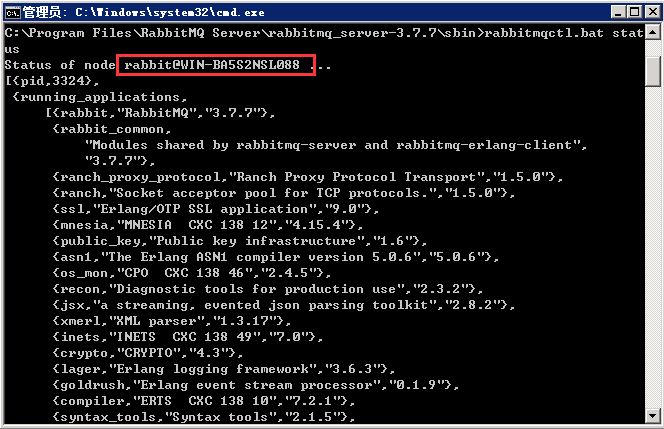 管理员: C:\Windows\system32\cmd.exe
C:\Program Files\RabbitMQ Server\rabbitmq_server-3.7.7\sbin>rabbitmqctl.bat stat
us
Status of node rabbit@WIN-BA5S2NSL088 ...
[{pid,3324},
 {running_applications,
     [{rabbit,"RabbitMQ","3.7.7"},
      {rabbit_common,
          "Modules shared by rabbitmq-server and rabbitmq-erlang-client",
          "3.7.7"},
      {ranch_proxy_protocol,"Ranch Proxy Protocol Transport","1.5.0"},
      {ranch,"Socket acceptor pool for TCP protocols.","1.5.0"},
      {ssl,"Erlang/OTP SSL application","9.0"},
      {mnesia,"MNESIA  CXC 138 12","4.15.4"},
      {public_key,"Public key infrastructure","1.6"},
      {asn1,"The Erlang ASN1 compiler version 5.0.6","5.0.6"},
      {os_mon,"CPO  CXC 138 46","2.4.5"},
      {recon,"Diagnostic tools for production use","2.3.2"},
      {jsx,"a streaming, evented json parsing toolkit","2.8.2"},
      {xmerl,"XML parser","1.3.17"},
      {inets,"INETS  CXC 138 49","7.0"},
      {crypto,"CRYPTO","4.3"},
      {lager,"Erlang logging framework","3.6.3"},
      {goldrush,"Erlang event stream processor","0.1.9"},
      {compiler,"ERTS  CXC 138 10","7.2.1"},
      {syntax_tools,"Syntax tools","2.1.5"},